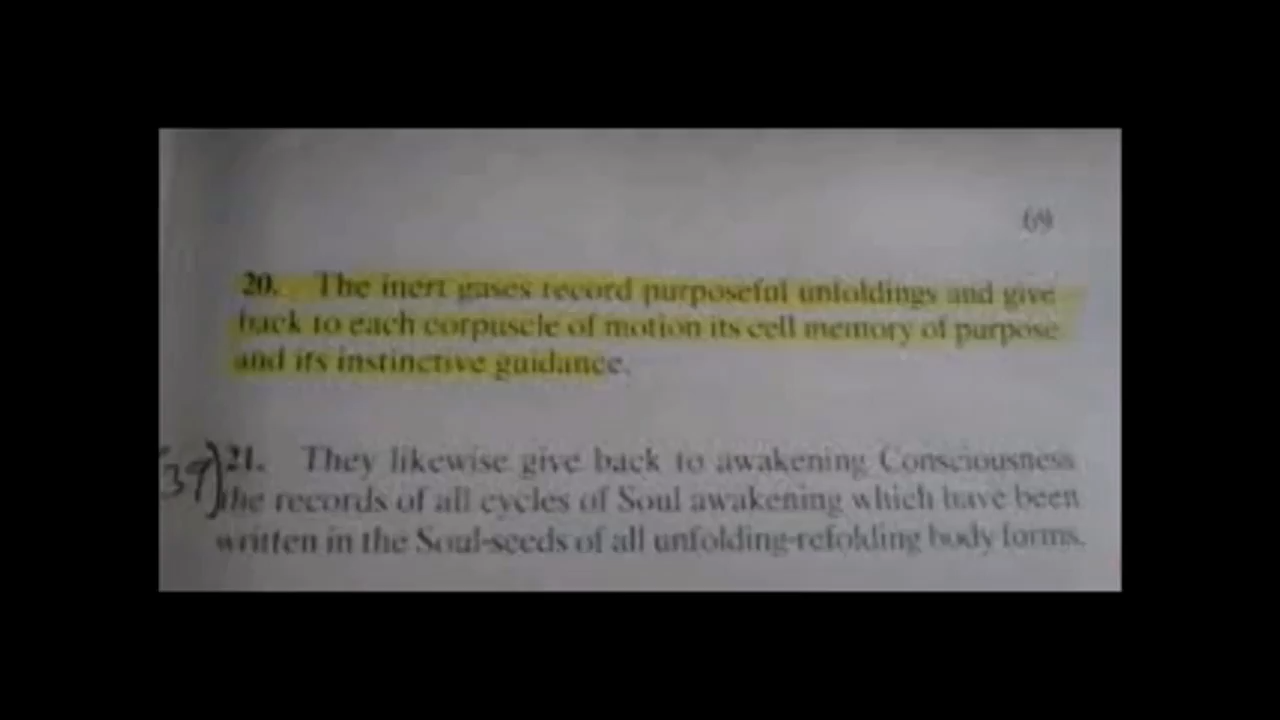 69
20. The inert gases record purposeful unfoldings and give
back to each corpuscle of motion its cell memory of purpose
and its instinctive guidance.
39) 21. They likewise give back to awakening Consciousness
the records of all cycles of Soul awakening which have been
written in the Soul-seeds of all unfolding-refolding body forms.